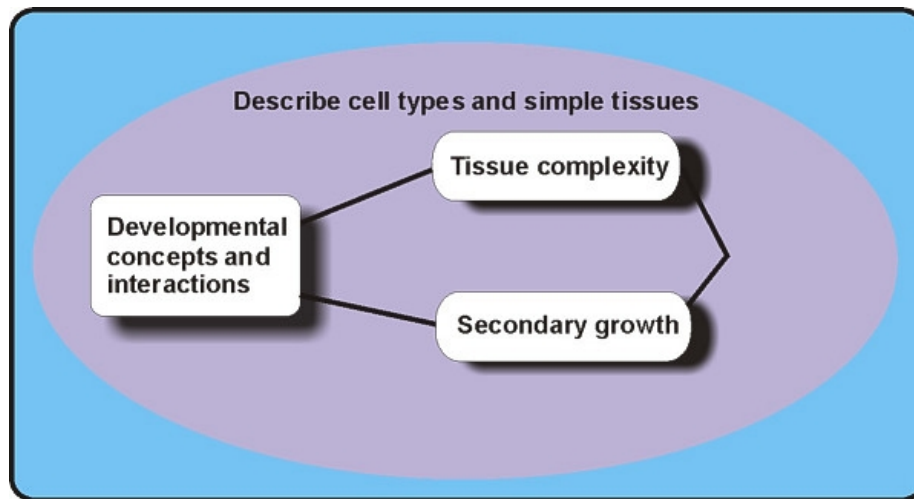 Describe cell types and simple tissues
Tissue complexity
Developmental
concepts and
interactions
Secondary growth